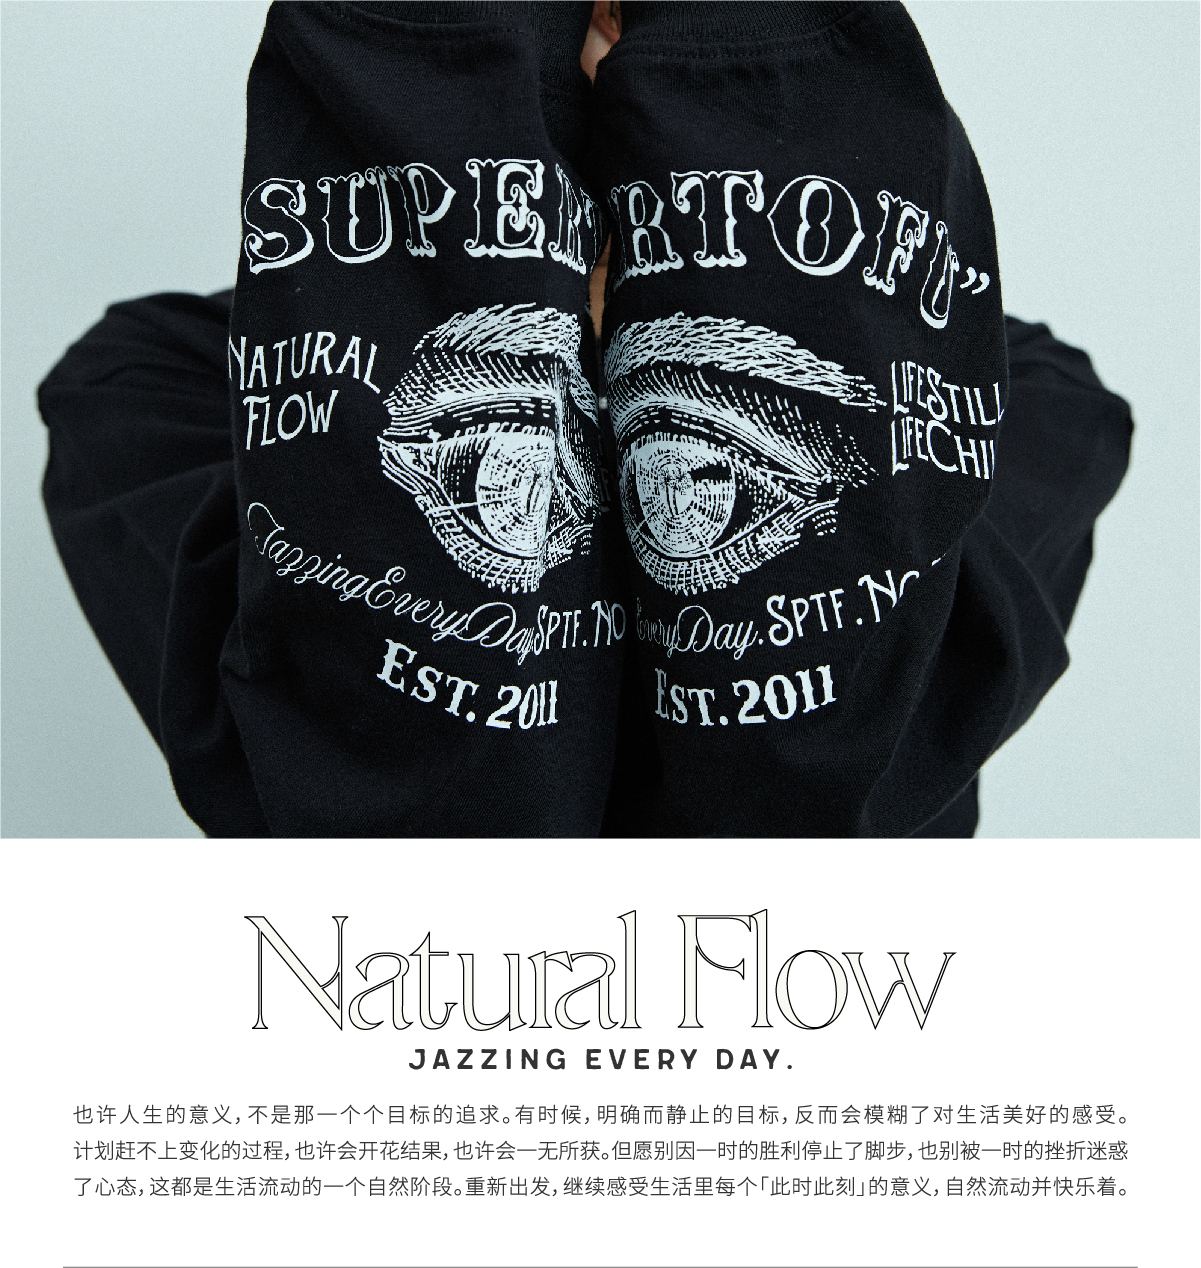 SUPER
RTOFU”
NATURAL
FLOW
LIFESTILL
LIFECHI
JazzingEveryDay SPTF. NO
EveryDay. SPTF. No
EST. 2011
EST. 2011
Natural Flow
JAZZING EVERY DAY.
也许人生的意义，不是那一个个目标的追求。有时候，明确而静止的目标，反而会模糊了对生活美好的感受。
计划赶不上变化的过程，也许会开花结果，也许会一无所获。但愿别因一时的胜利停止了脚步，也别被一时的挫折迷惑
了心态，这都是生活流动的一个自然阶段。重新出发，继续感受生活里每个「此时此刻」的意义，自然流动并快乐着。